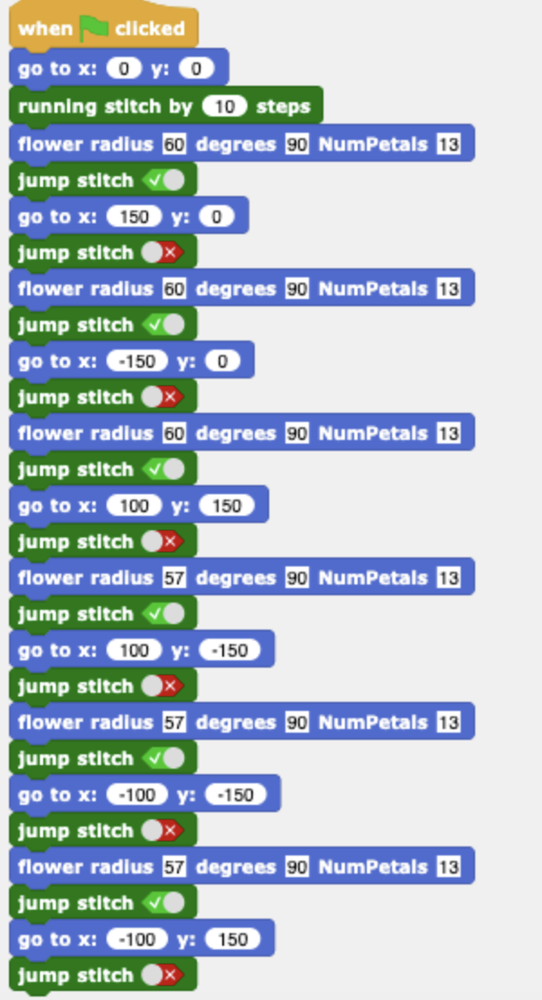 when clicked
go to x: 0 y: 0
running stitch by 10 steps
flower radius 60 degrees 90 NumPetals 13
jump stitch
go to x: 150 y: 0
jump stitch
flower radius 60 degrees 90 NumPetals 13
jump stitch
go to x: -150 y: 0
jump stitch
flower radius 60 degrees 90 NumPetals 13
jump stitch
go to x: 100 y: 150
jump stitch
flower radius 57 degrees 90 NumPetals 13
jump stitch
go to x: 100 y: -150
jump stitch
flower radius 57 degrees 90 NumPetals 13
jump stitch
go to x: -100 y: -150
jump stitch
flower radius 57 degrees 90 NumPetals 13
jump stitch
go to x: -100 y: 150
jump stitch